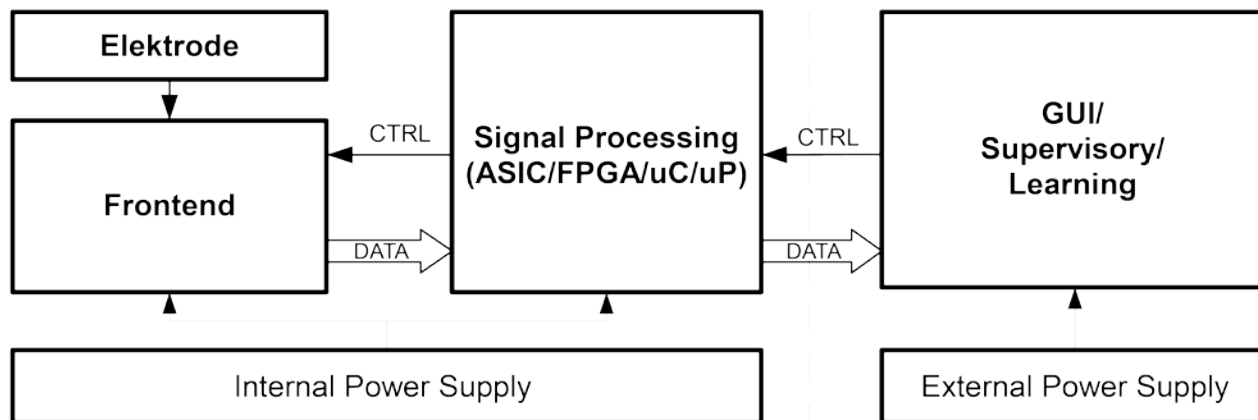 Elektrode
Frontend
CTRL
DATA
Signal Processing
(ASIC/FPGA/uC/uP)
CTRL
DATA
GUI/
Supervisory/
Learning
Internal Power Supply
External Power Supply